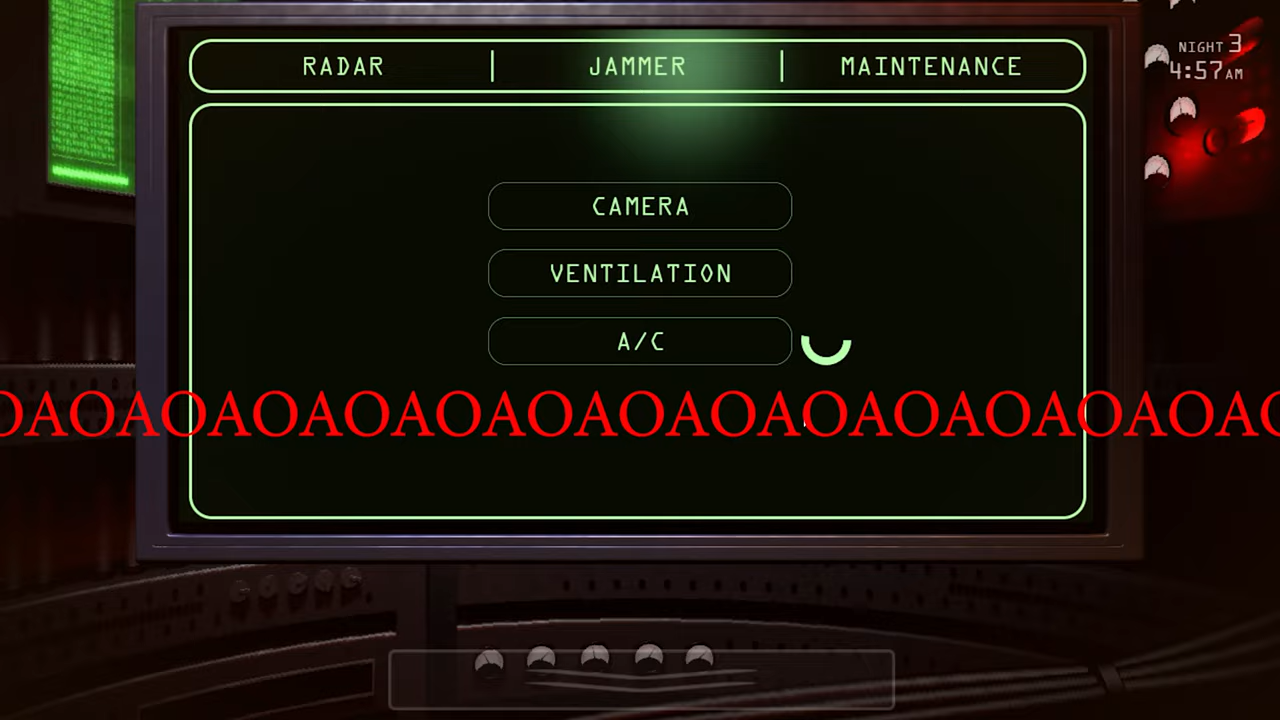 RADAR | JAMMER | MAINTENANCE
NIGHT 3
4:57AM
CAMERA
VENTILATION
A/C
OAOAOAOAOAOAOAOAOAOAOAOAOAOAO